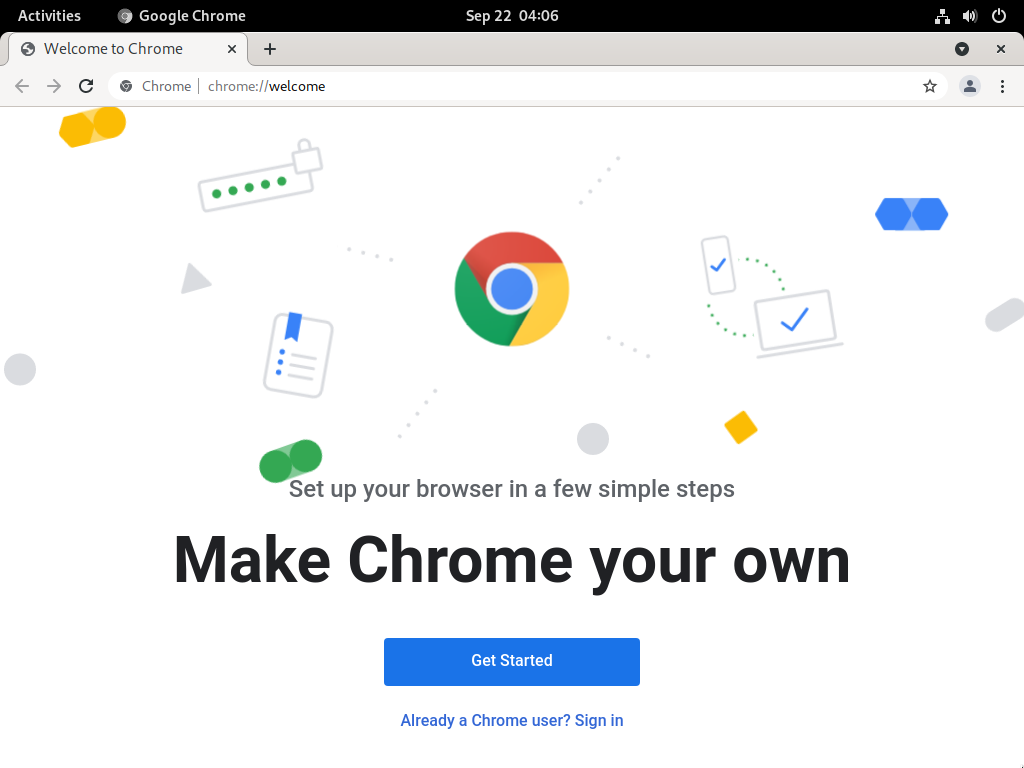 Activities Google Chrome Sep 22 04:06
Welcome to Chrome
Chrome chrome://welcome
Set up your browser in a few simple steps
Make Chrome your own
Get Started
Already a Chrome user? Sign in